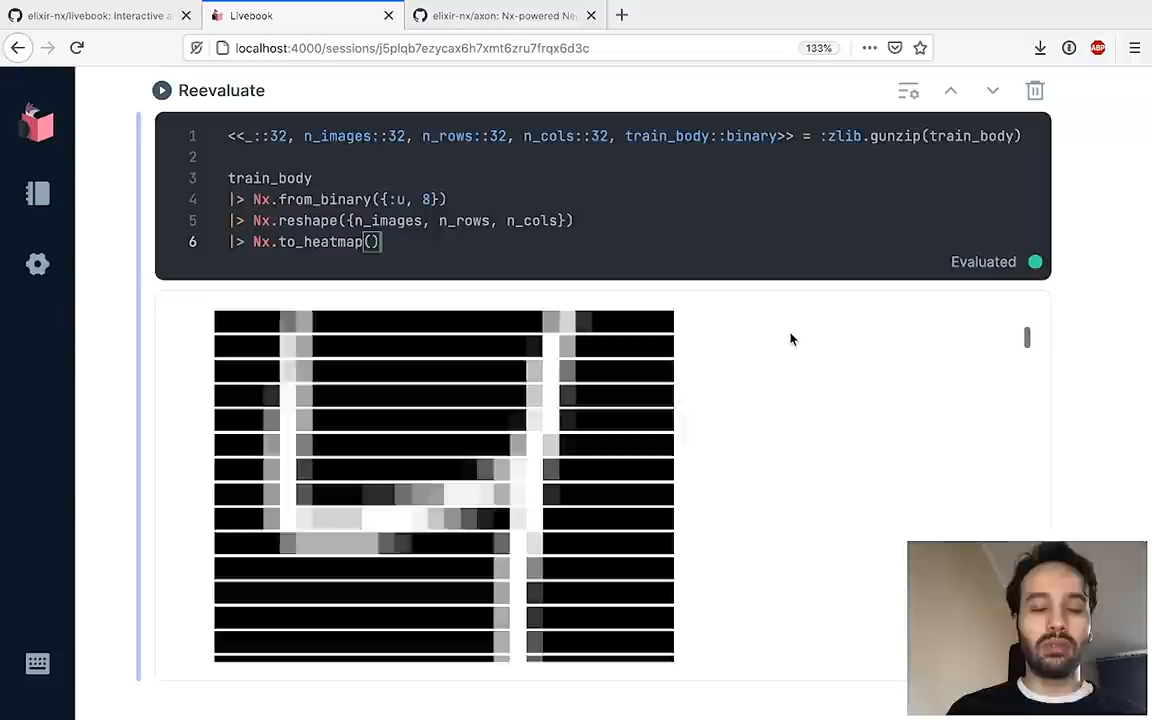 elixir-nx/livebook: Interactive a
Livebook
elixir-nx/axon: Nx-powered Ne
localhost:4000/sessions/j5plqb7ezycax6h7xmt6zru7frqx6d3c
133%
ABP
Reevaluate
1 <<_::32, n_images::32, n_rows::32, n_cols::32, train_body::binary>> = :zlib.gunzip(train_body)
2
3 train_body
4 |> Nx.from_binary({:u, 8})
5 |> Nx.reshape({n_images, n_rows, n_cols})
6 |> Nx.to_heatmap()
Evaluated